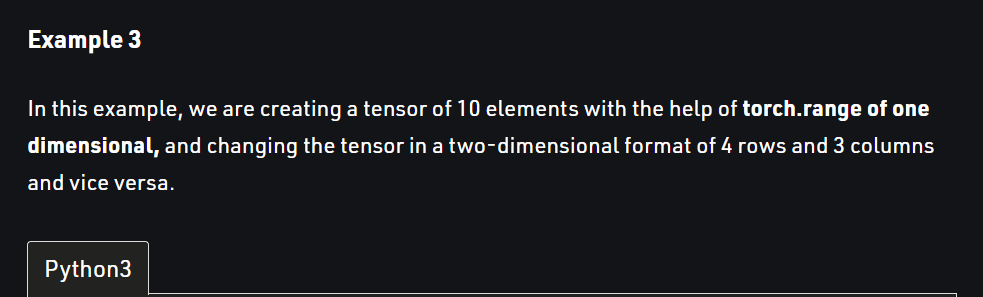 Example 3
In this example, we are creating a tensor of 10 elements with the help of torch.range of one
dimensional, and changing the tensor in a two-dimensional format of 4 rows and 3 columns
and vice versa.
Python3